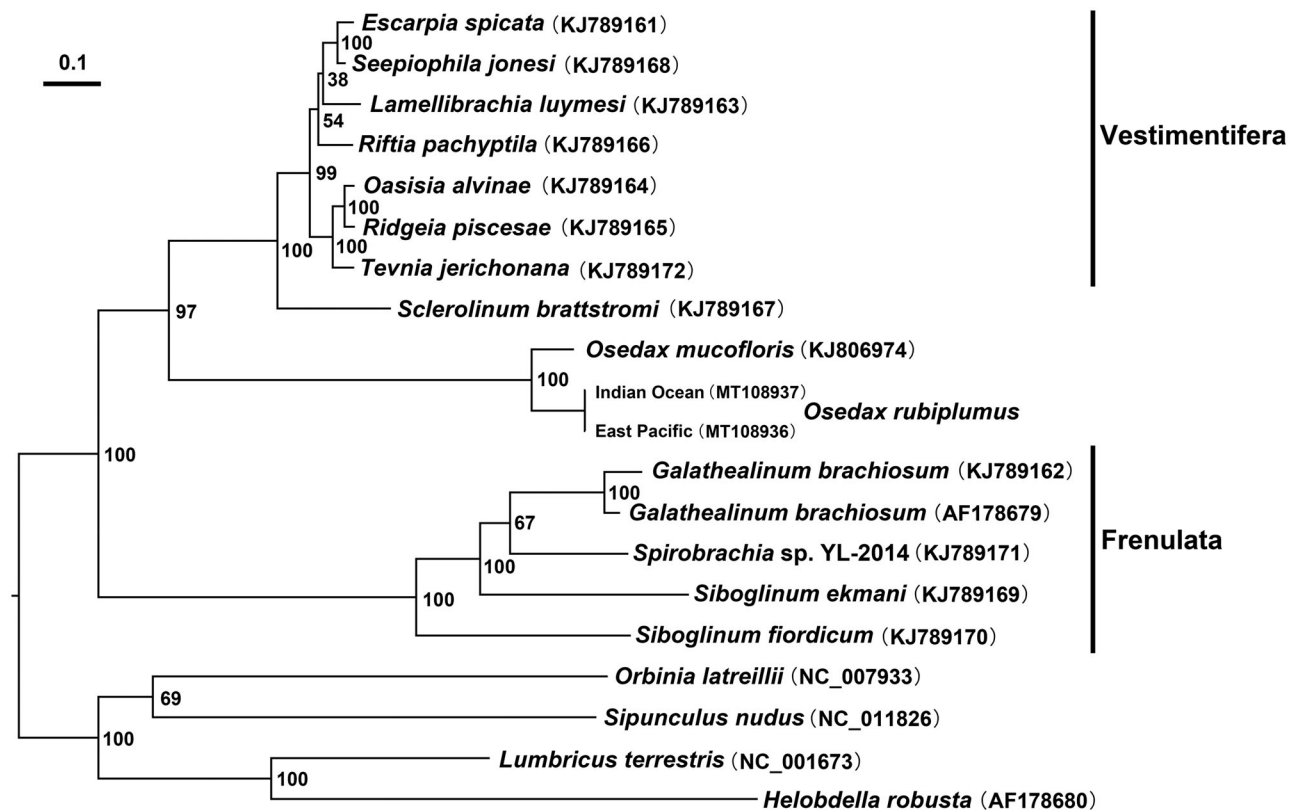 0.1
Escarpia spicata (KJ789161)
100
Seepiophila jonesi (KJ789168)
38
Lamellibrachia luymesi (KJ789163)
54
Riftia pachyptila (KJ789166)
Vestimentifera
99
Oasisia alvinae (KJ789164)
100
Ridgeia piscesae (KJ789165)
100
100
Tevnia jerichonana (KJ789172)
97
Sclerolinum brattstromi (KJ789167)
Osedax mucofloris (KJ806974)
100
Indian Ocean (MT108937)
Osedax rubiplumus
East Pacific (MT108936)
100
Galathealinum brachiosum (KJ789162)
100
Galathealinum brachiosum (AF178679)
67
Spirobrachia sp. YL-2014 (KJ789171)
Frenulata
100
Siboglinum ekmani (KJ789169)
100
Siboglinum fiordicum (KJ789170)
Orbinia latreillii (NC_007933)
69
Sipunculus nudus (NC_011826)
100
Lumbricus terrestris (NC_001673)
100
Helobdella robusta (AF178680)